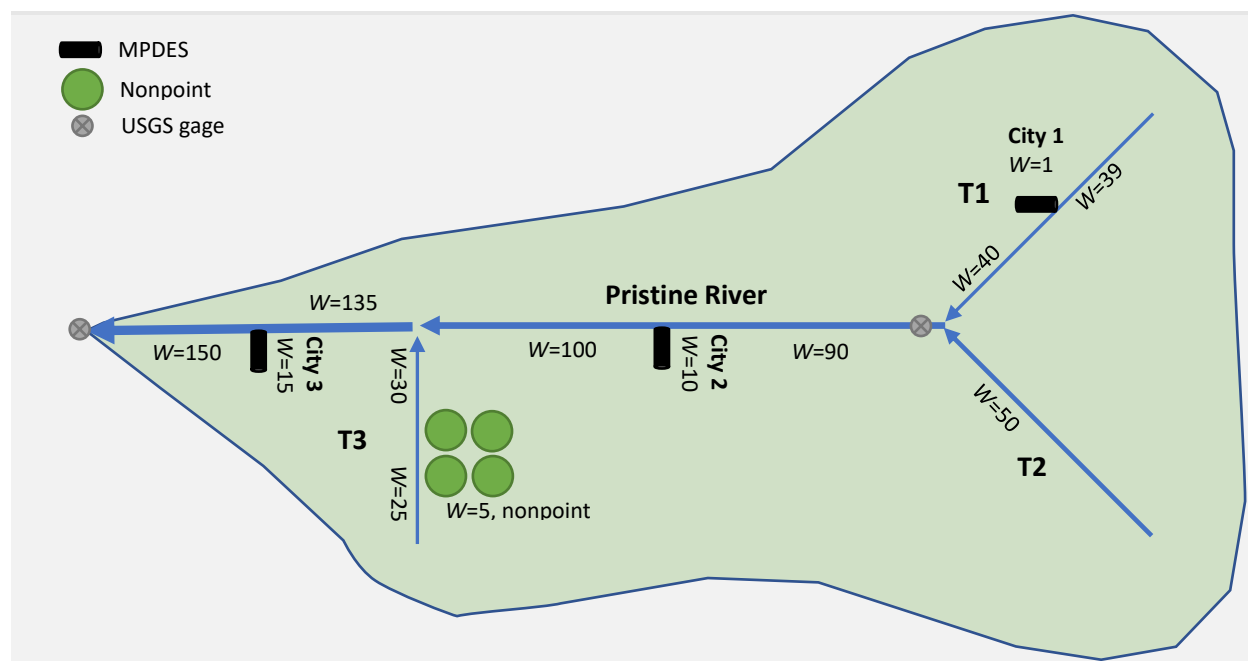 MPDES
Nonpoint
USGS gage
City 1
W=1
T1
W=39
W=40
Pristine River
W=135
W=150
City 3
W=15
W=30
W=100
City 2
W=10
W=90
W=50
T2
T3
W=25
W=5, nonpoint